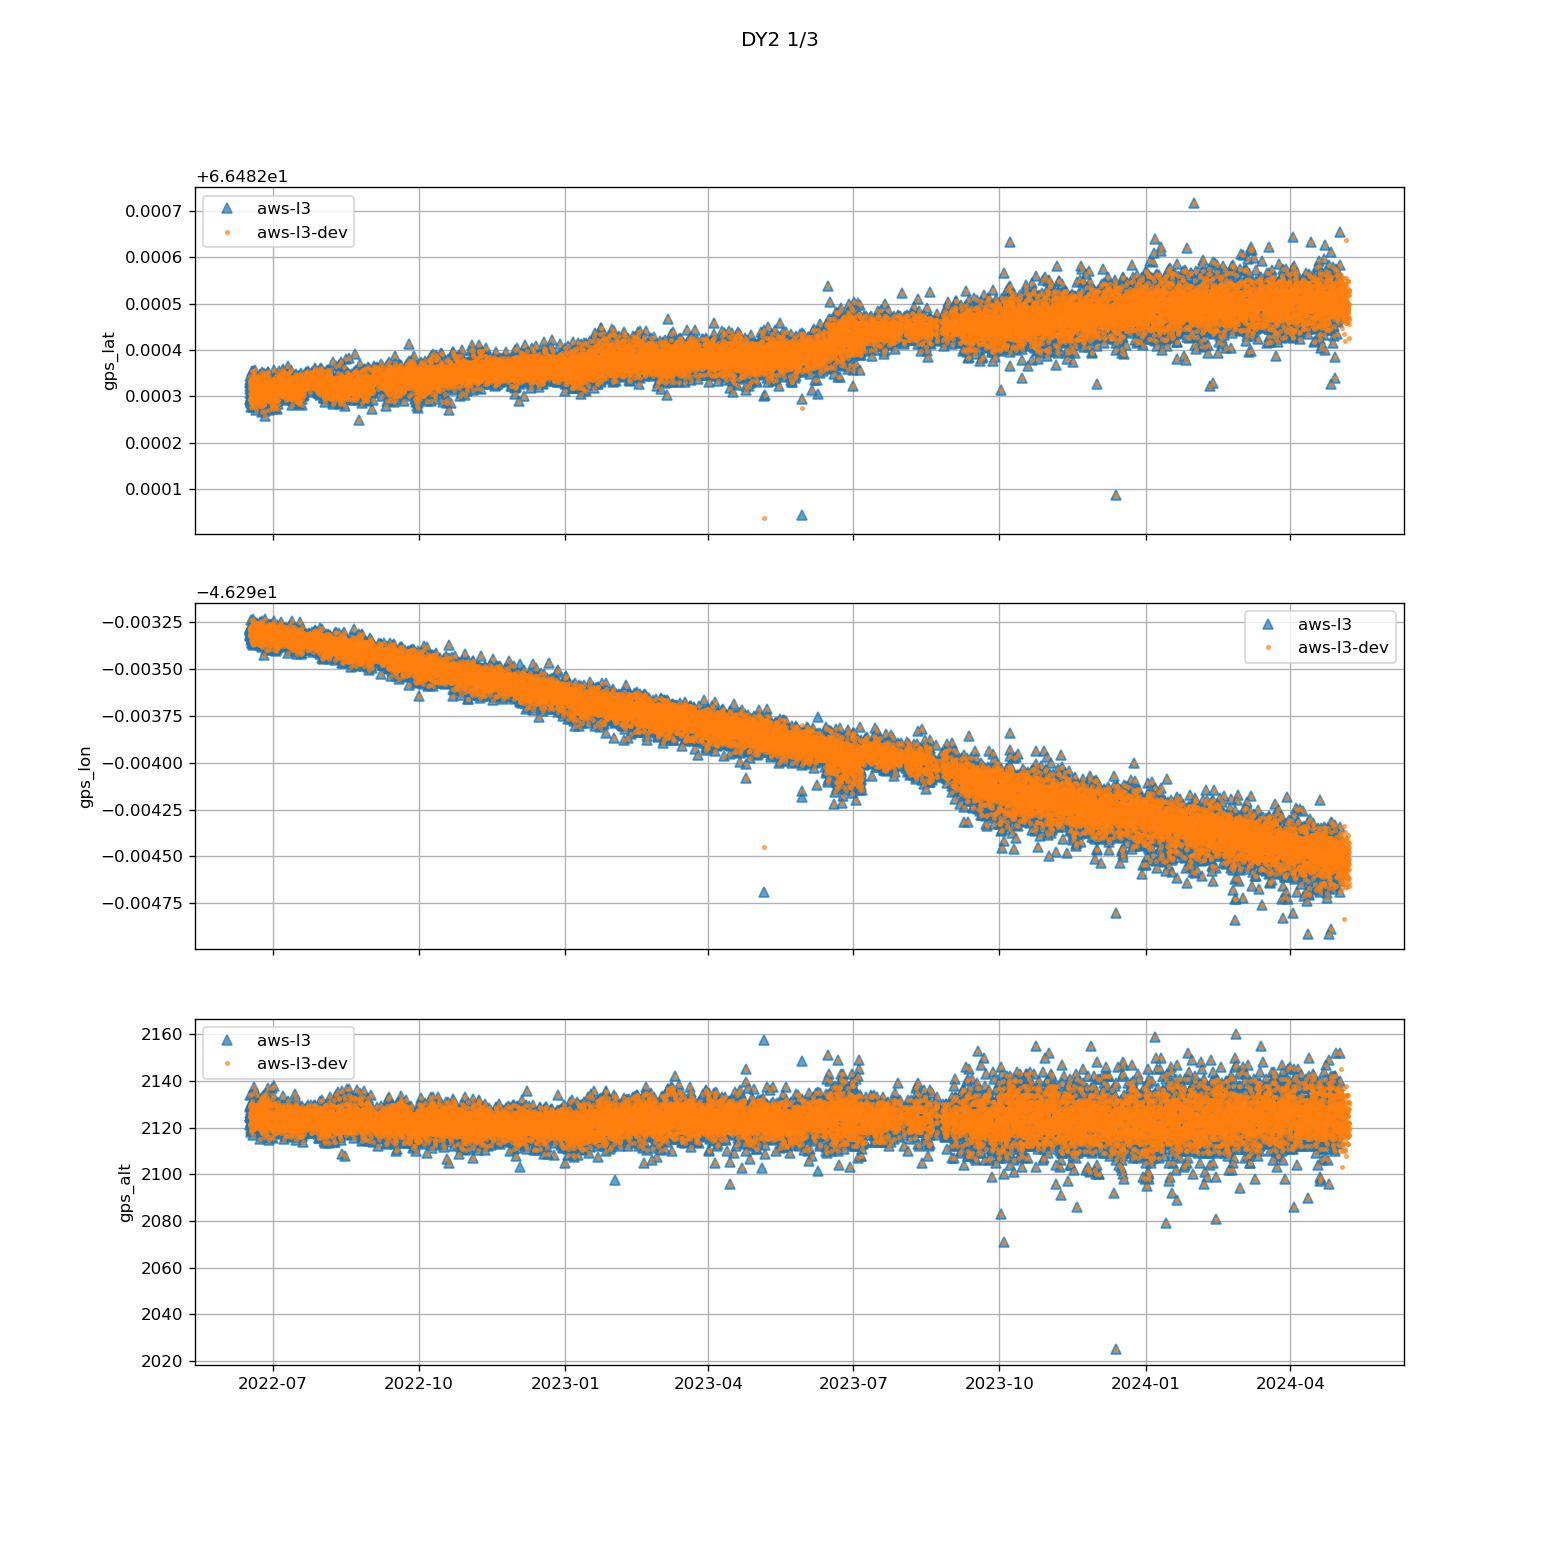 DY2 1/3
+6.6482e1
aws-l3
aws-l3-dev
0.0007
0.0006
0.0005
0.0004
0.0003
0.0002
0.0001
gps_lat
−4.629e1
aws-l3
aws-l3-dev
−0.00325
−0.00350
−0.00375
−0.00400
−0.00425
−0.00450
−0.00475
gps_lon
aws-l3
aws-l3-dev
2160
2140
2120
2100
2080
2060
2040
2020
gps_alt
2022-07 2022-10 2023-01 2023-04 2023-07 2023-10 2024-01 2024-04